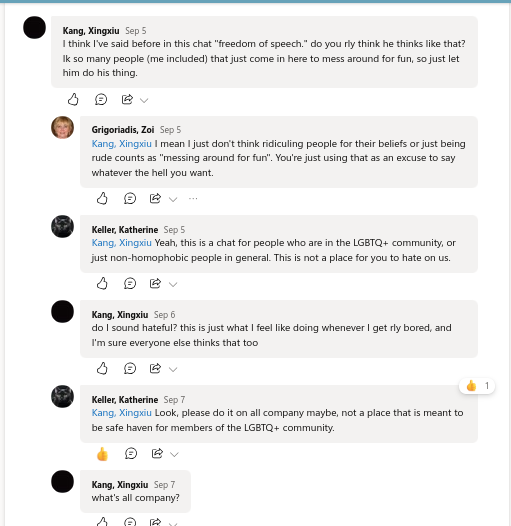 Kang, Xingxiu Sep 5
I think I've said before in this chat "freedom of speech." do you rly think he thinks like that?
Ik so many people (me included) that just come in here to mess around for fun, so just let
him do his thing.
Grigoriadis, Zoi Sep 5
Kang, Xingxiu I mean I just don't think ridiculing people for their beliefs or just being
rude counts as "messing around for fun". You're just using that as an excuse to say
whatever the hell you want.
Keller, Katherine Sep 5
Kang, Xingxiu Yeah, this is a chat for people who are in the LGBTQ+ community, or
just non-homophobic people in general. This is not a place for you to hate on us.
Kang, Xingxiu Sep 6
do I sound hateful? this is just what I feel like doing whenever I get rly bored, and
I'm sure everyone else thinks that too
1
Keller, Katherine Sep 7
Kang, Xingxiu Look, please do it on all company maybe, not a place that is meant to
be safe haven for members of the LGBTQ+ community.
Kang, Xingxiu Sep 7
what's all company?